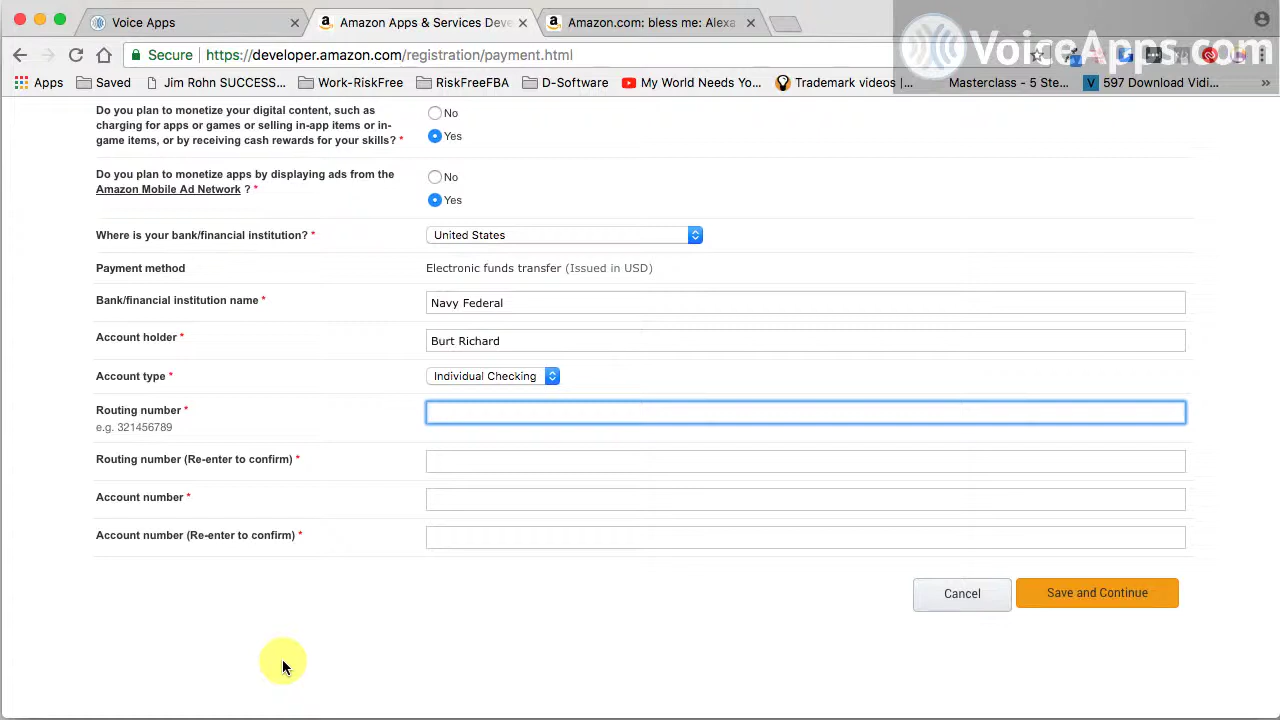 Voice Apps
Amazon Apps & Services Deve
Amazon.com: bless me: Alexa
VoiceApps.com
Secure
https://developer.amazon.com/registration/payment.html
Apps
Saved
Jim Rohn SUCCESS...
Work-RiskFree
RiskFreeFBA
D-Software
My World Needs Yo...
Trademark videos |...
Masterclass - 5 Ste...
597 Download Vidi...
»
Do you plan to monetize your digital content, such as
charging for apps or games or selling in-app items or in-
game items, or by receiving cash rewards for your skills? *
No
Yes
Do you plan to monetize apps by displaying ads from the
Amazon Mobile Ad Network ? *
No
Yes
Where is your bank/financial institution? *
United States
Payment method
Electronic funds transfer (Issued in USD)
Bank/financial institution name *
Navy Federal
Account holder *
Burt Richard
Account type *
Individual Checking
Routing number *
e.g. 321456789
Routing number (Re-enter to confirm) *
Account number *
Account number (Re-enter to confirm) *
Cancel
Save and Continue